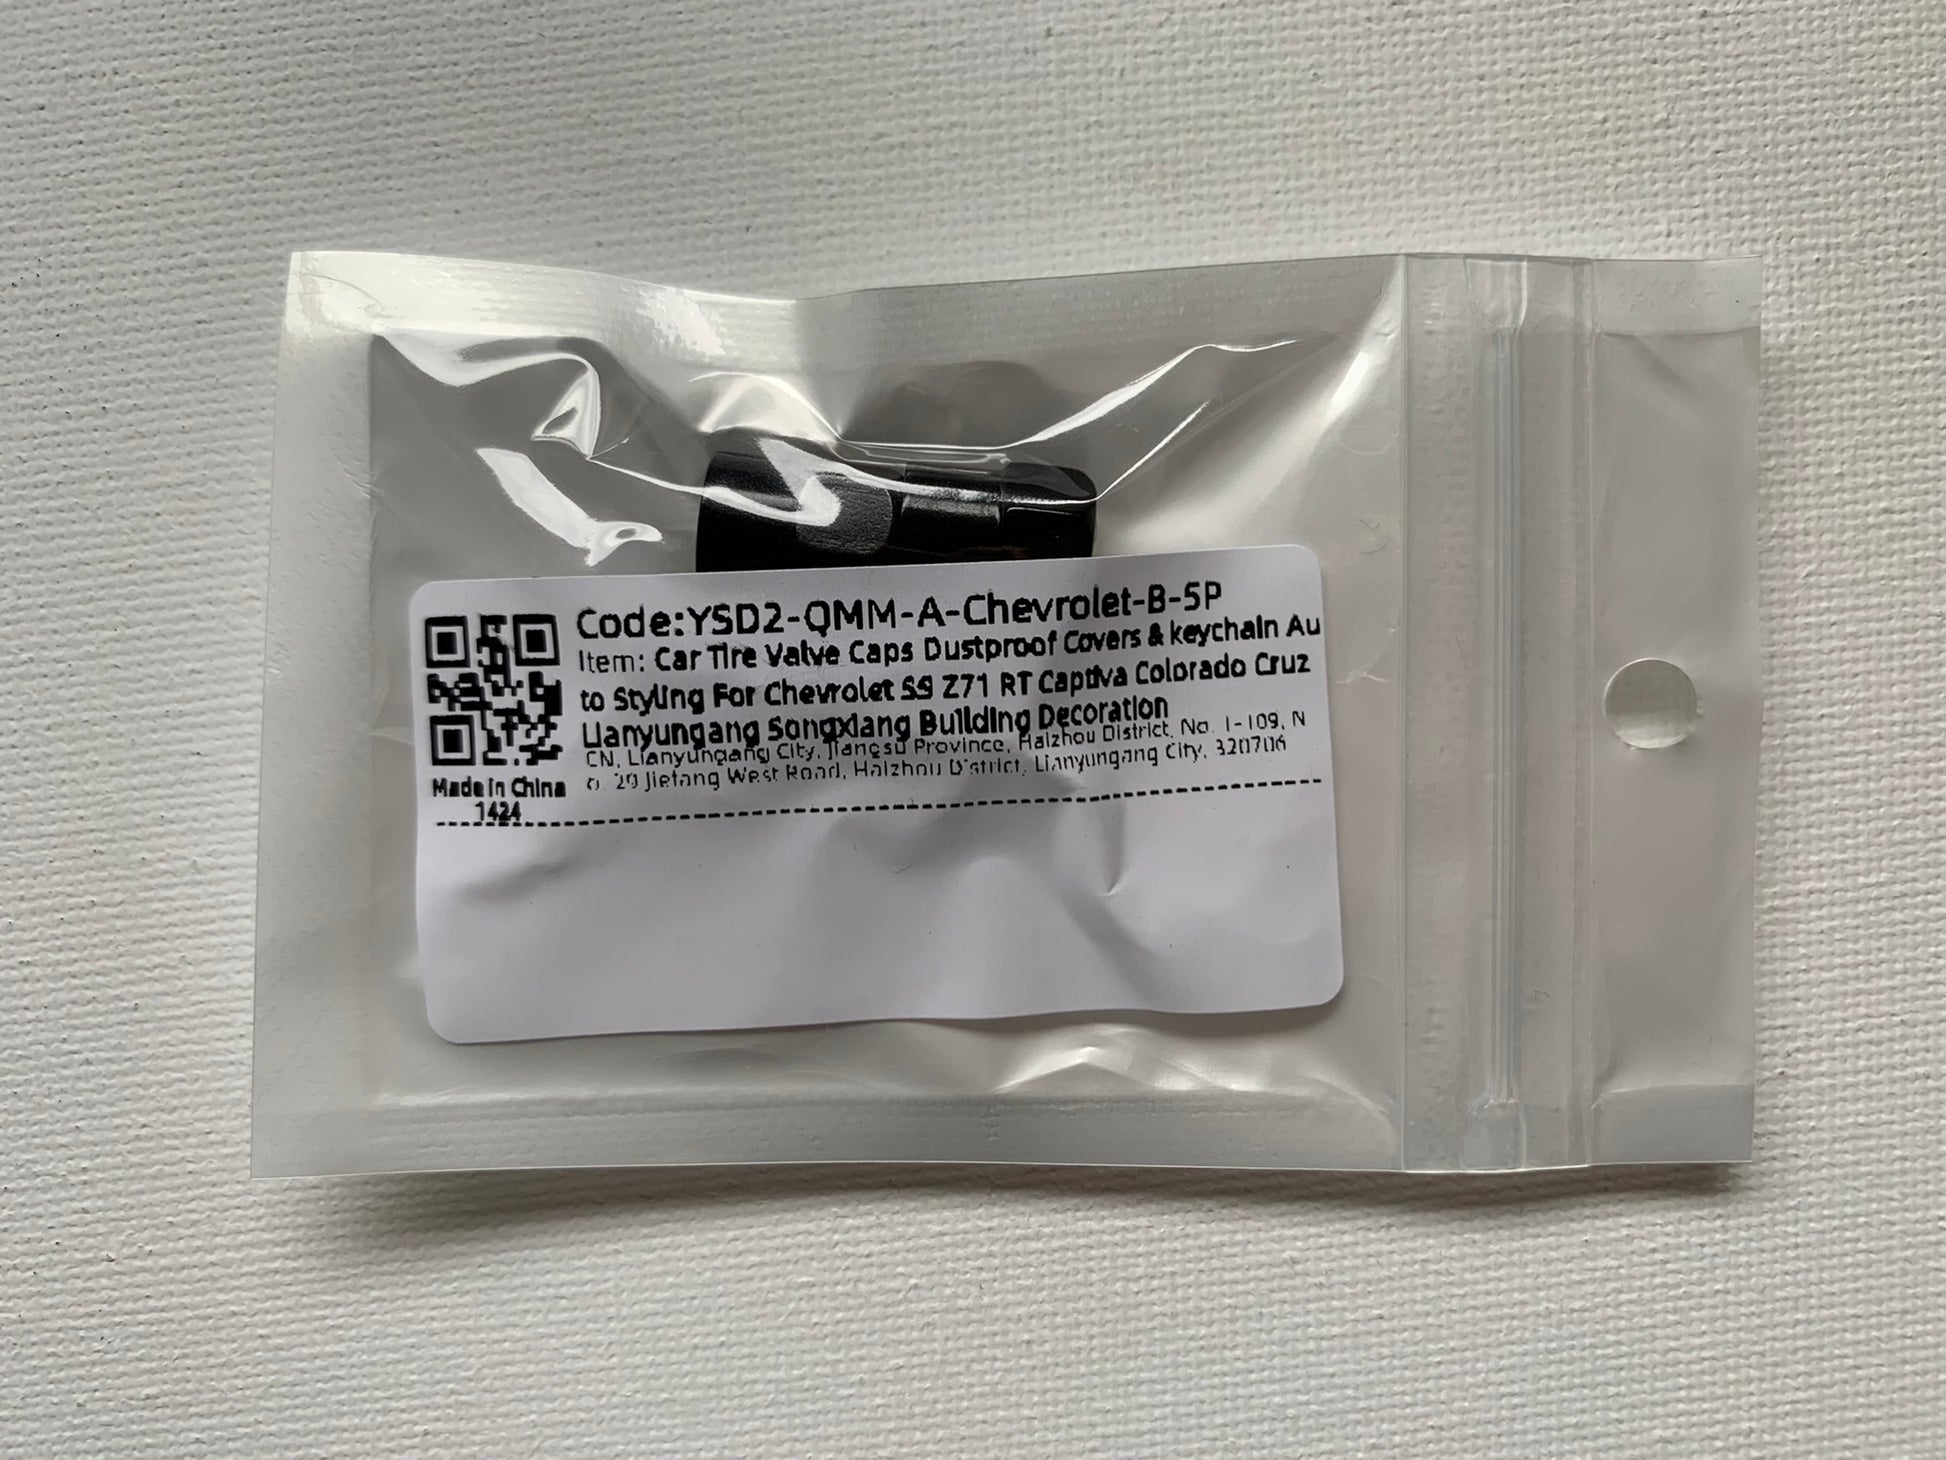 Code:YSD2-QMM-A-Chevrolet-B-5P
Item: Car Tire Valve Caps Dustproof Covers & keychain Au
to Styling For Chevrolet SS Z71 RT Captiva Colorado Cruz
Lianyungang Songxiang Building Decoration
CN, Lianyungang City, Jiangsu Province, Haizhou District, No. 1-109, N
o. 29 Jiefang West Road, Haizhou District, Lianyungang City, 320706
Made in China
1424